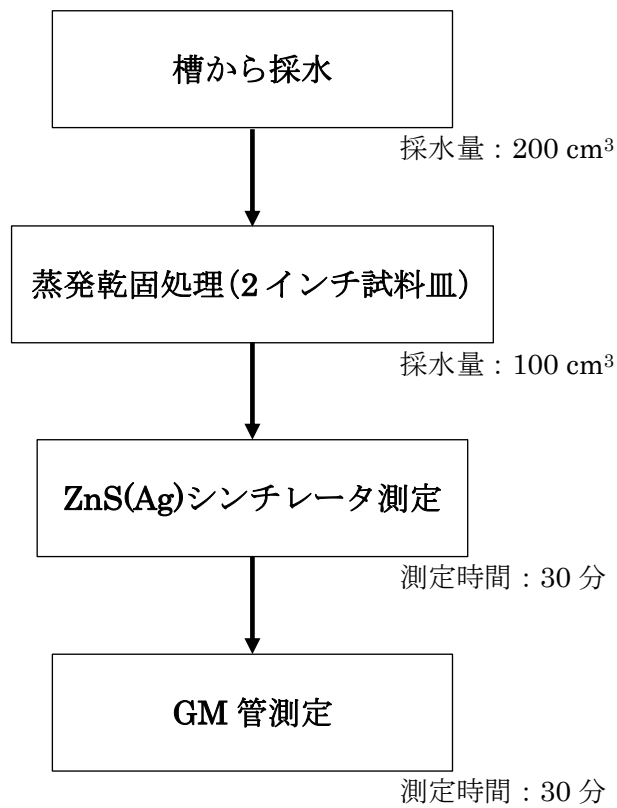 槽から採水
採水量：200 cm³
蒸発乾固処理(2 インチ試料皿)
採水量：100 cm³
ZnS(Ag)シンチレータ測定
測定時間：30 分
GM 管測定
測定時間：30 分